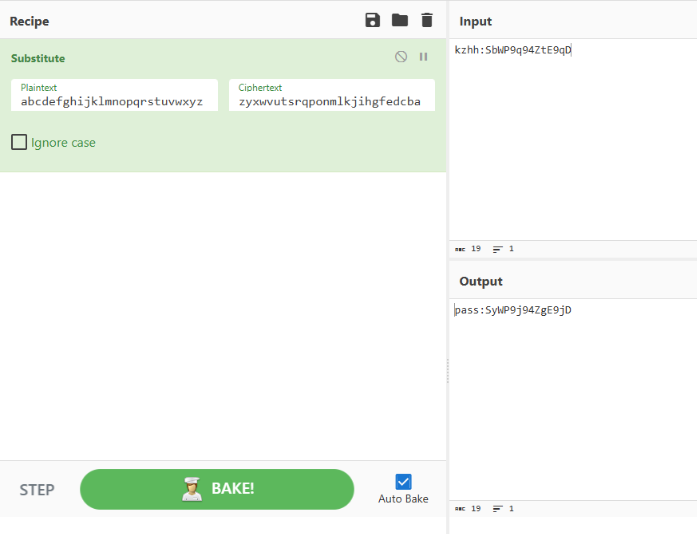 Recipe
Substitute
Plaintext
abcdefghijklmnopqrstuvwxyz
Ciphertext
zyxwvutsrqponmlkjihgfedcba
Ignore case
STEP
BAKE!
Auto Bake
Input
kzhh:SbWP9q94ZtE9qD
ABC 19 1
Output
pass:SyWP9j94ZgE9jD
ABC 19 1